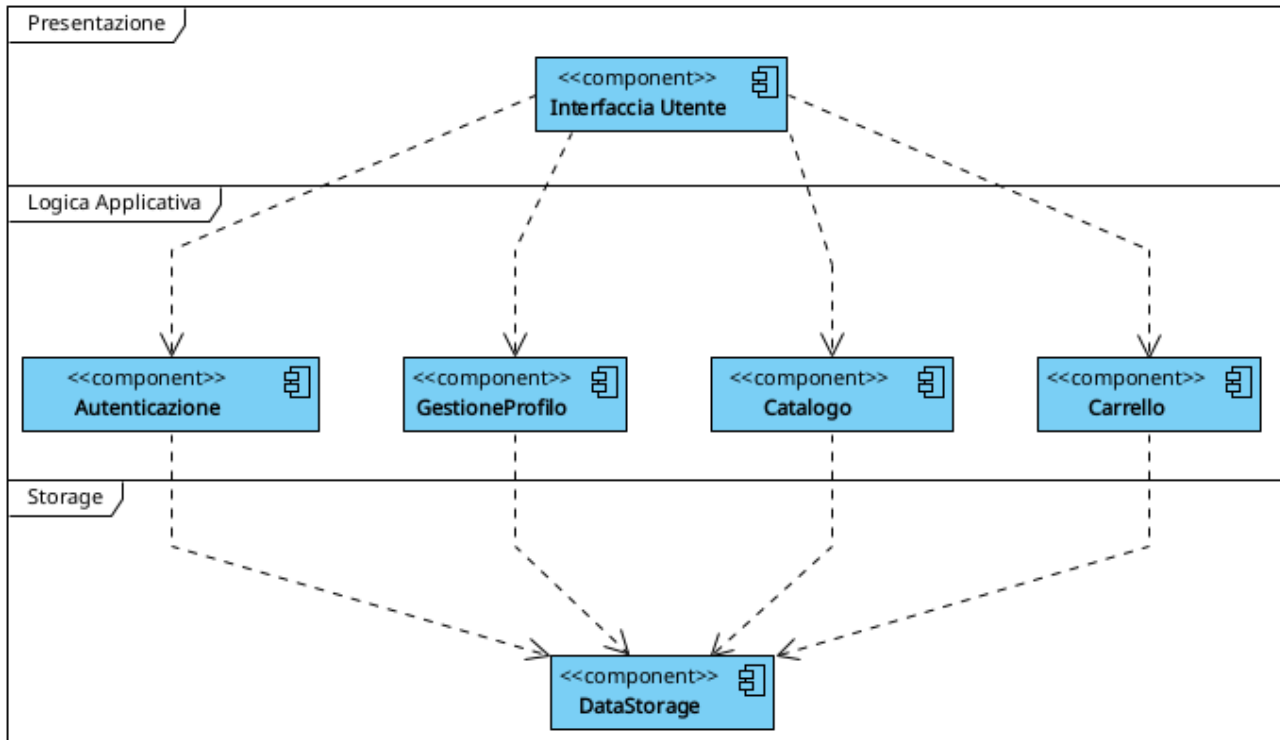 Presentazione
<<component>>
Interfaccia Utente
Logica Applicativa
<<component>>
Autenticazione
<<component>>
GestioneProfilo
<<component>>
Catalogo
<<component>>
Carrello
Storage
<<component>>
DataStorage